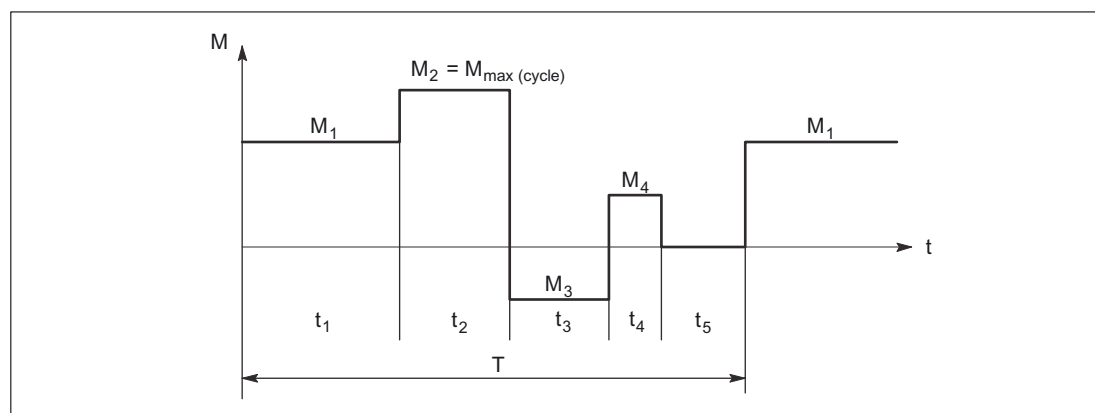 M
M₂ = Mmax (cycle)
M₁
M₁
M₄
t
M₃
t₁
t₂
t₃
t₄
t₅
T